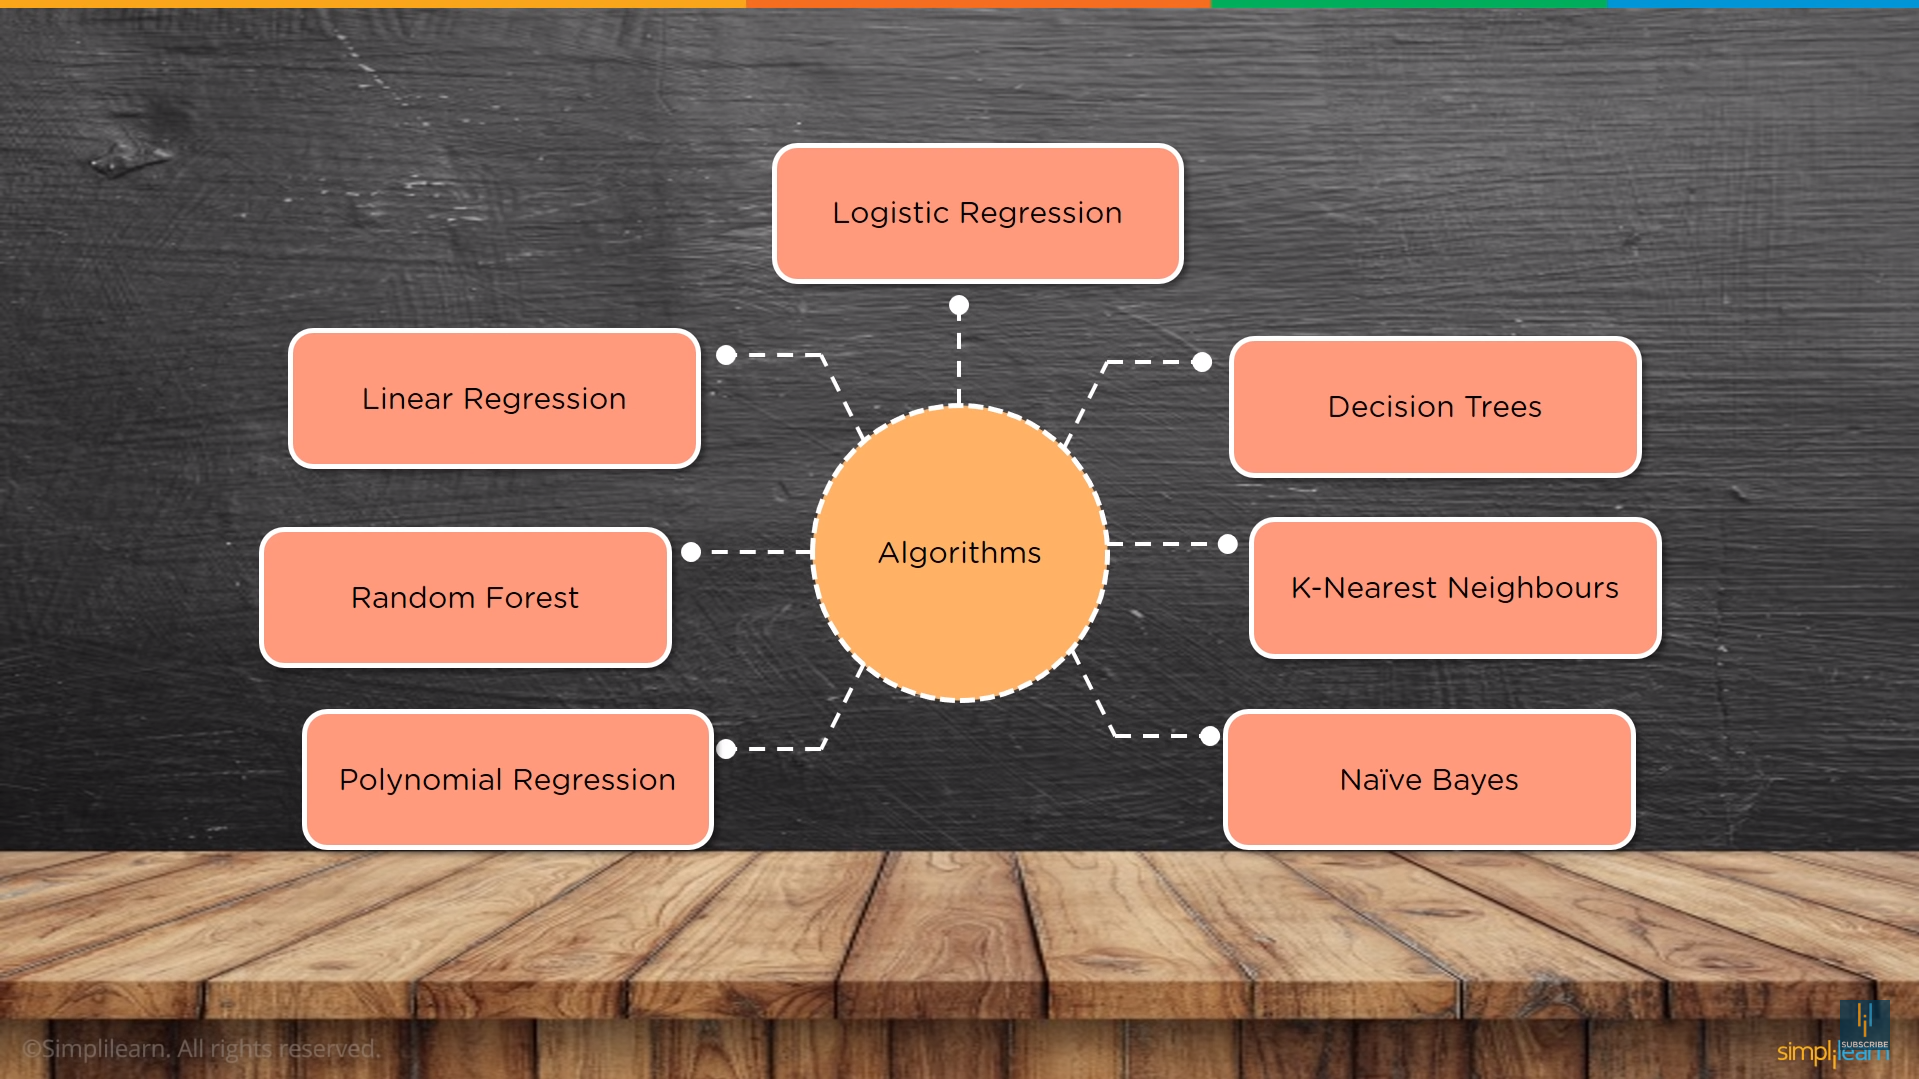 Logistic Regression
Linear Regression
Decision Trees
Algorithms
K-Nearest Neighbours
Random Forest
Polynomial Regression
Naïve Bayes
©Simplilearn. All rights reserved.
SUBSCRIBE
simplilearn